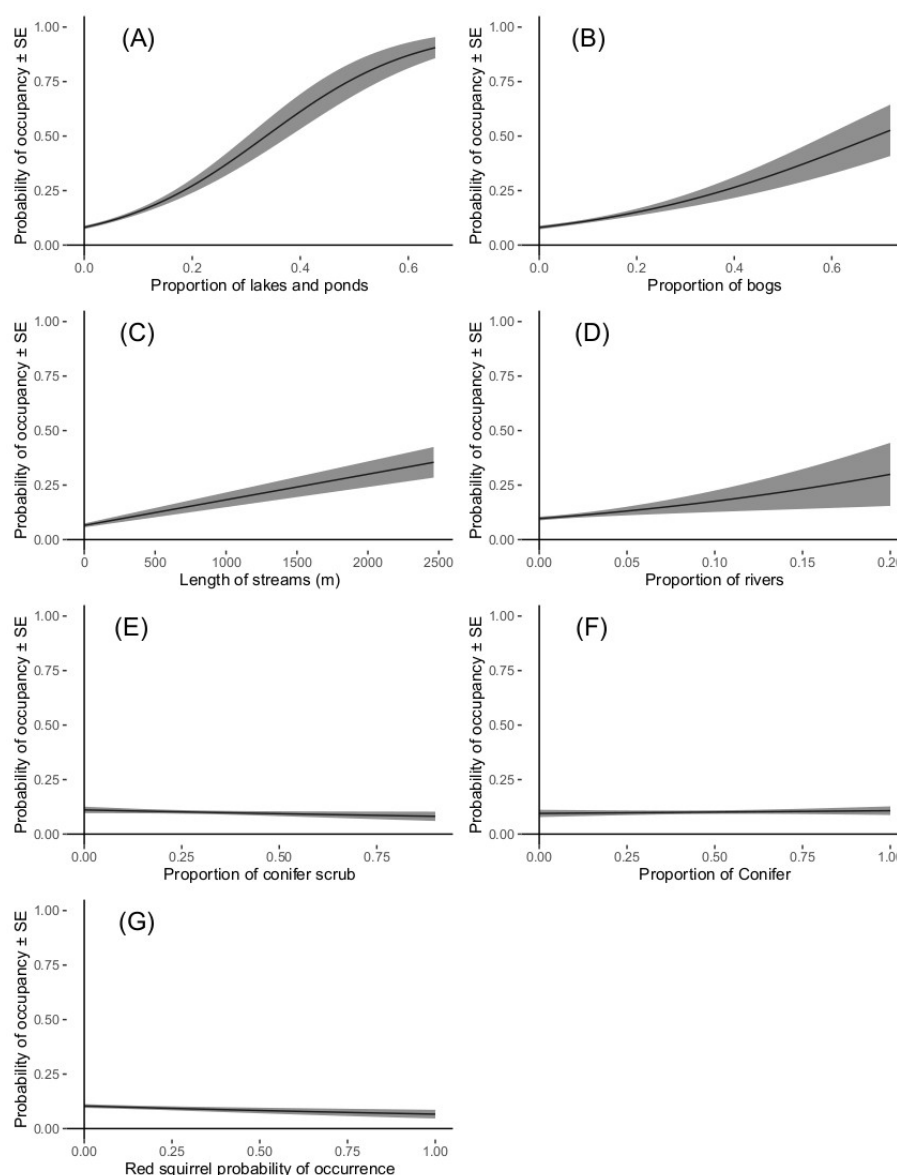 (A)
Probability of occupancy ± SE
1.00
0.75
0.50
0.25
0.00
0.0 0.2 0.4 0.6
Proportion of lakes and ponds
(B)
Probability of occupancy ± SE
1.00
0.75
0.50
0.25
0.00
0.0 0.2 0.4 0.6
Proportion of bogs
(C)
Probability of occupancy ± SE
1.00
0.75
0.50
0.25
0.00
0 500 1000 1500 2000 2500
Length of streams (m)
(D)
Probability of occupancy ± SE
1.00
0.75
0.50
0.25
0.00
0.00 0.05 0.10 0.15 0.20
Proportion of rivers
(E)
Probability of occupancy ± SE
1.00
0.75
0.50
0.25
0.00
0.00 0.25 0.50 0.75
Proportion of conifer scrub
(F)
Probability of occupancy ± SE
1.00
0.75
0.50
0.25
0.00
0.00 0.25 0.50 0.75 1.00
Proportion of Conifer
(G)
Probability of occupancy ± SE
1.00
0.75
0.50
0.25
0.00
0.00 0.25 0.50 0.75 1.00
Red squirrel probability of occurrence